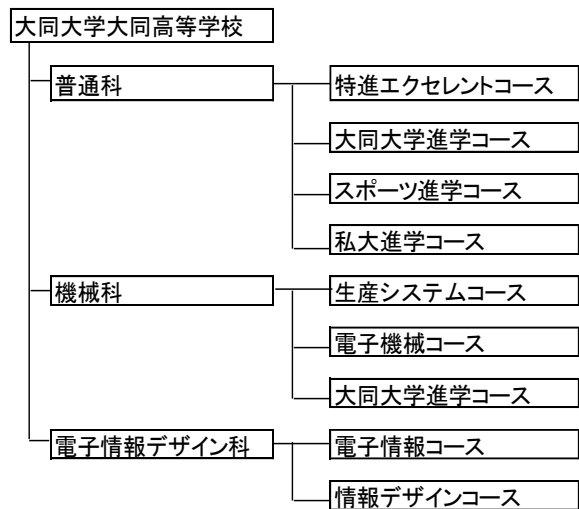 大同大学大同高等学校
普通科
特進エクセレントコース
大同大学進学コース
スポーツ進学コース
私大進学コース
機械科
生産システムコース
電子機械コース
大同大学進学コース
電子情報デザイン科
電子情報コース
情報デザインコース